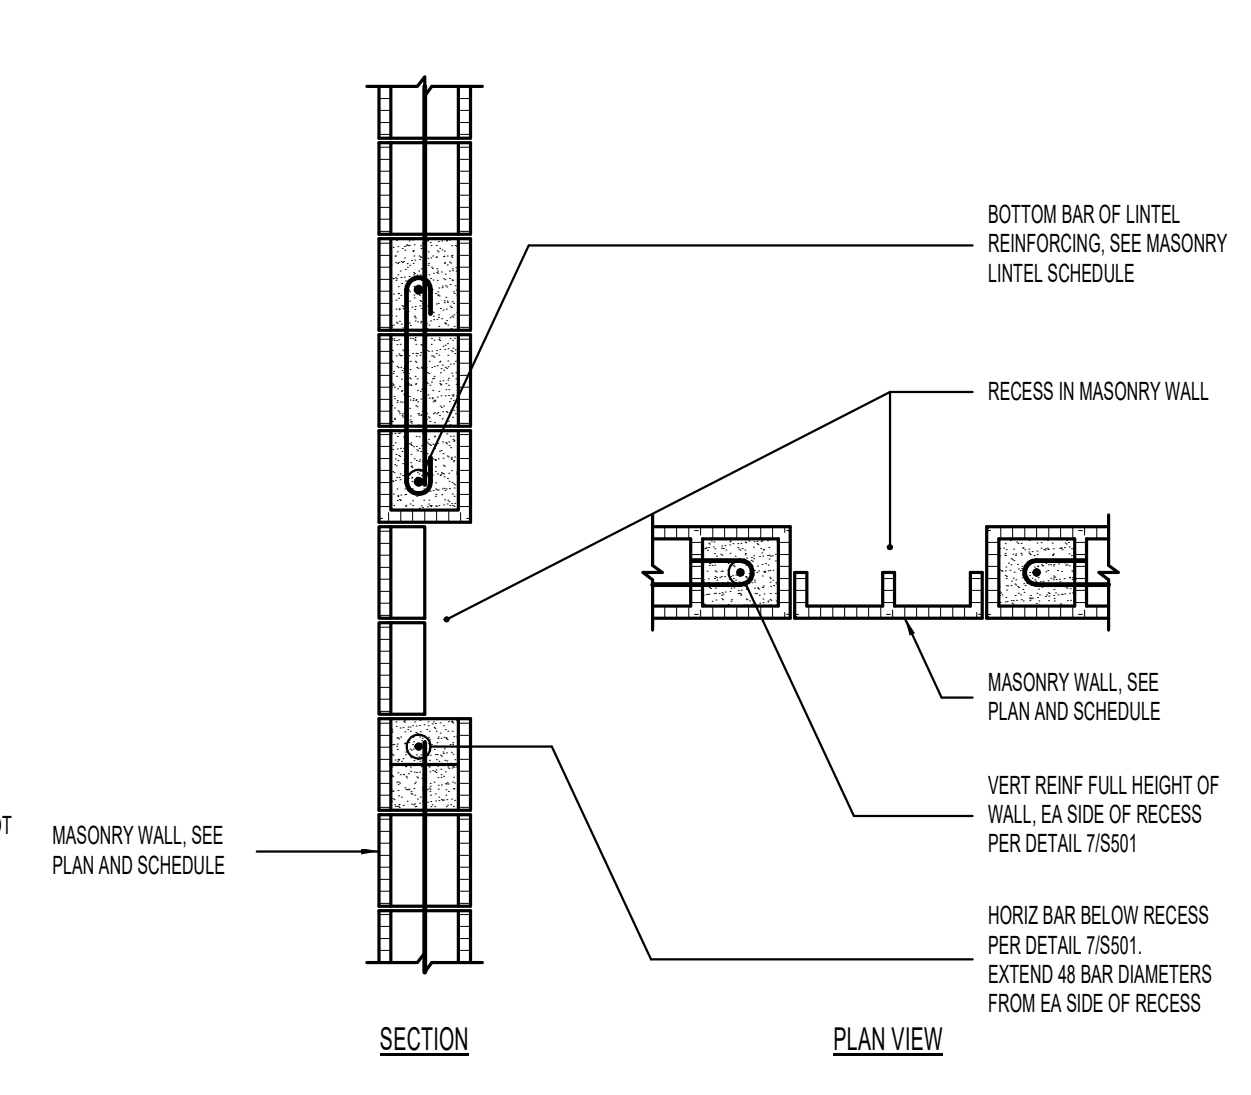 BOTTOM BAR OF LINTEL
REINFORCING, SEE MASONRY
LINTEL SCHEDULE
RECESS IN MASONRY WALL
MASONRY WALL, SEE
PLAN AND SCHEDULE
VERT REINF FULL HEIGHT OF
WALL, EA SIDE OF RECESS
PER DETAIL 7/S501
MASONRY WALL, SEE
PLAN AND SCHEDULE
HORIZ BAR BELOW RECESS
PER DETAIL 7/S501.
EXTEND 48 BAR DIAMETERS
FROM EA SIDE OF RECESS
SECTION
PLAN VIEW